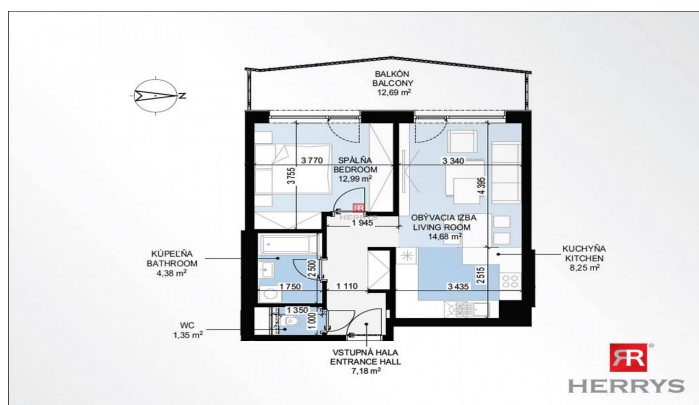 BALKÓN
BALCONY
12,69 m²
N
3 770
SPÁLŇA
BEDROOM
12,99 m²
3 755
3 340
4 395
HERRYS
1 945
OBÝVACIA IZBA
LIVING ROOM
14,68 m²
KÚPEĽŇA
BATHROOM
4,38 m²
2 500
1 750
1 110
3 435
2 515
KUCHYŇA
KITCHEN
8,25 m²
WC
1,35 m²
1 350
1 000
VSTUPNÁ HALA
ENTRANCE HALL
7,18 m²
HERRYS